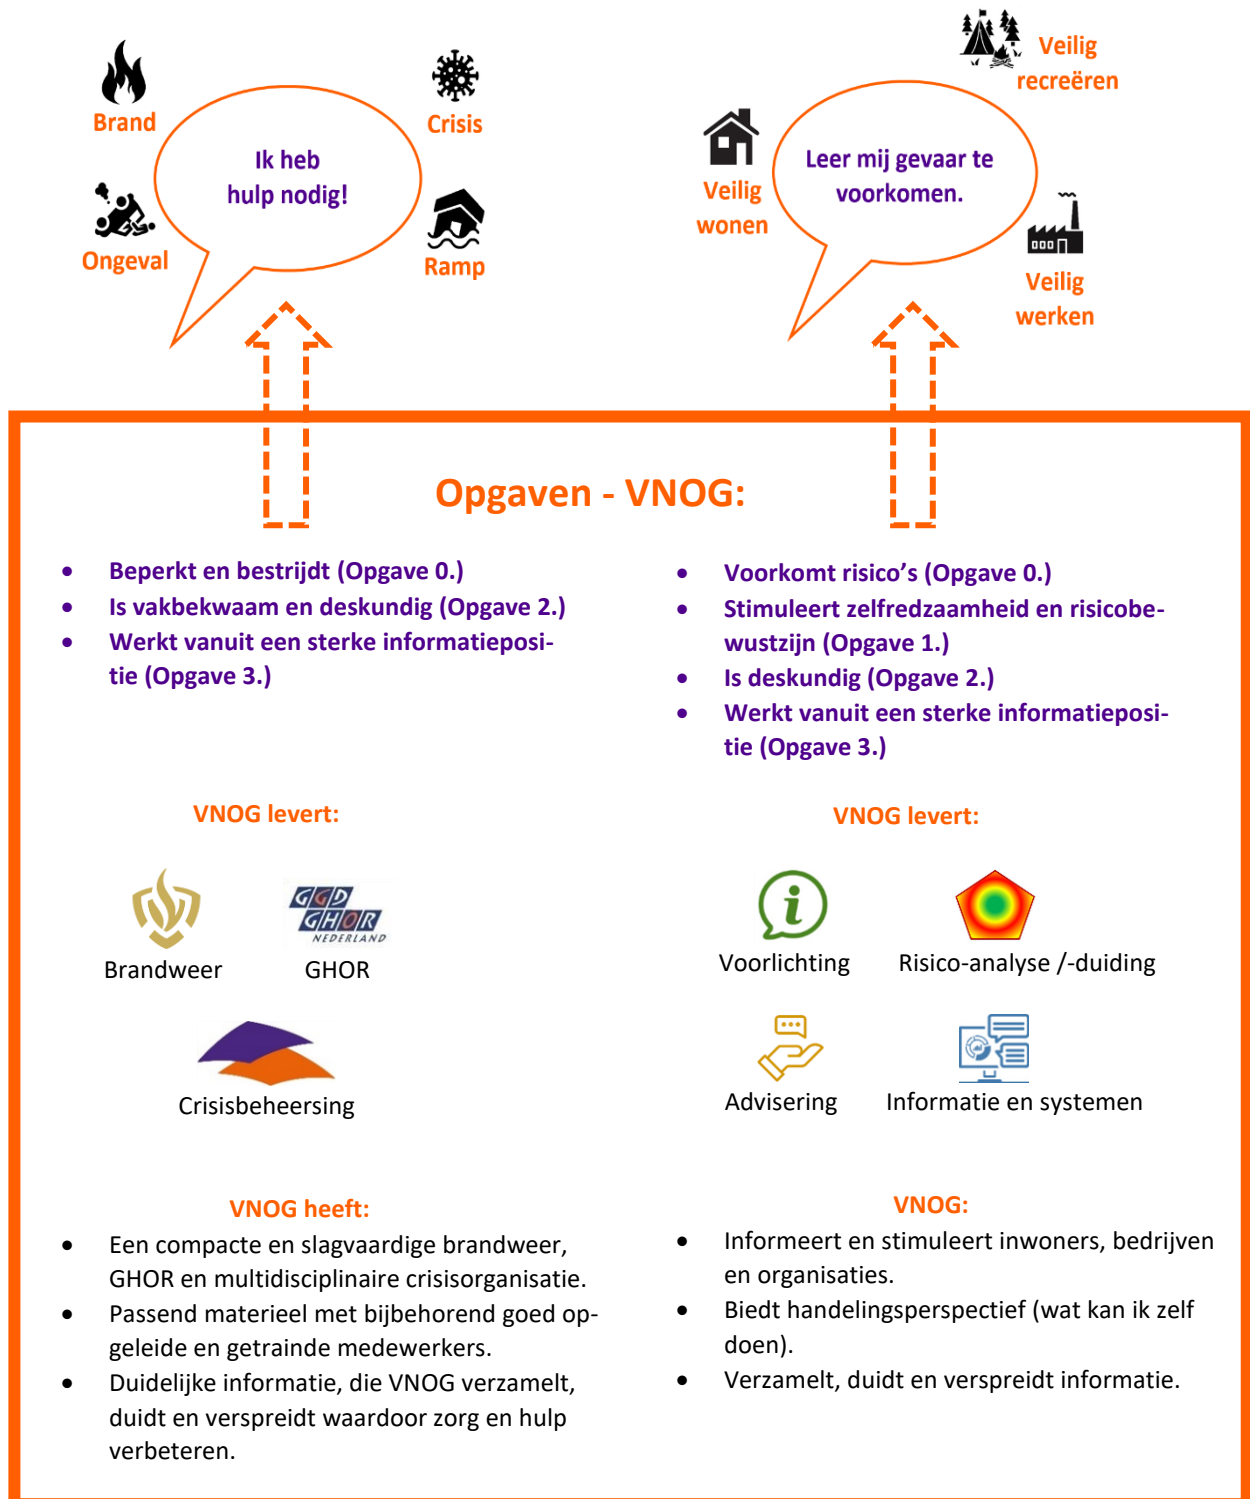 Brand
Crisis
Ik heb
hulp nodig!
Ongeval
Ramp
Veilig
recreëren
Leer mij gevaar te
voorkomen.
Veilig
wonen
Veilig
werken
Opgaven - VNOG:
• Beperkt en bestrijdt (Opgave 0.)
• Is vakbekwaam en deskundig (Opgave 2.)
• Werkt vanuit een sterke informatieposi-
tie (Opgave 3.)
VNOG levert:
Brandweer
GGD
GHOR
NEDERLAND
GHOR
Crisisbeheersing
VNOG heeft:
• Een compacte en slagvaardige brandweer,
GHOR en multidisciplinaire crisisorganisatie.
• Passend materieel met bijbehorend goed op-
geleide en getrainde medewerkers.
• Duidelijke informatie, die VNOG verzamelt,
duidt en verspreidt waardoor zorg en hulp
verbeteren.
• Voorkomt risico's (Opgave 0.)
• Stimuleert zelfredzaamheid en risicobe-
wustzijn (Opgave 1.)
• Is deskundig (Opgave 2.)
• Werkt vanuit een sterke informatieposi-
tie (Opgave 3.)
VNOG levert:
i
Voorlichting
Risico-analyse /-duiding
Advisering
Informatie en systemen
VNOG:
• Informeert en stimuleert inwoners, bedrijven
en organisaties.
• Biedt handelingsperspectief (wat kan ik zelf
doen).
• Verzamelt, duidt en verspreidt informatie.